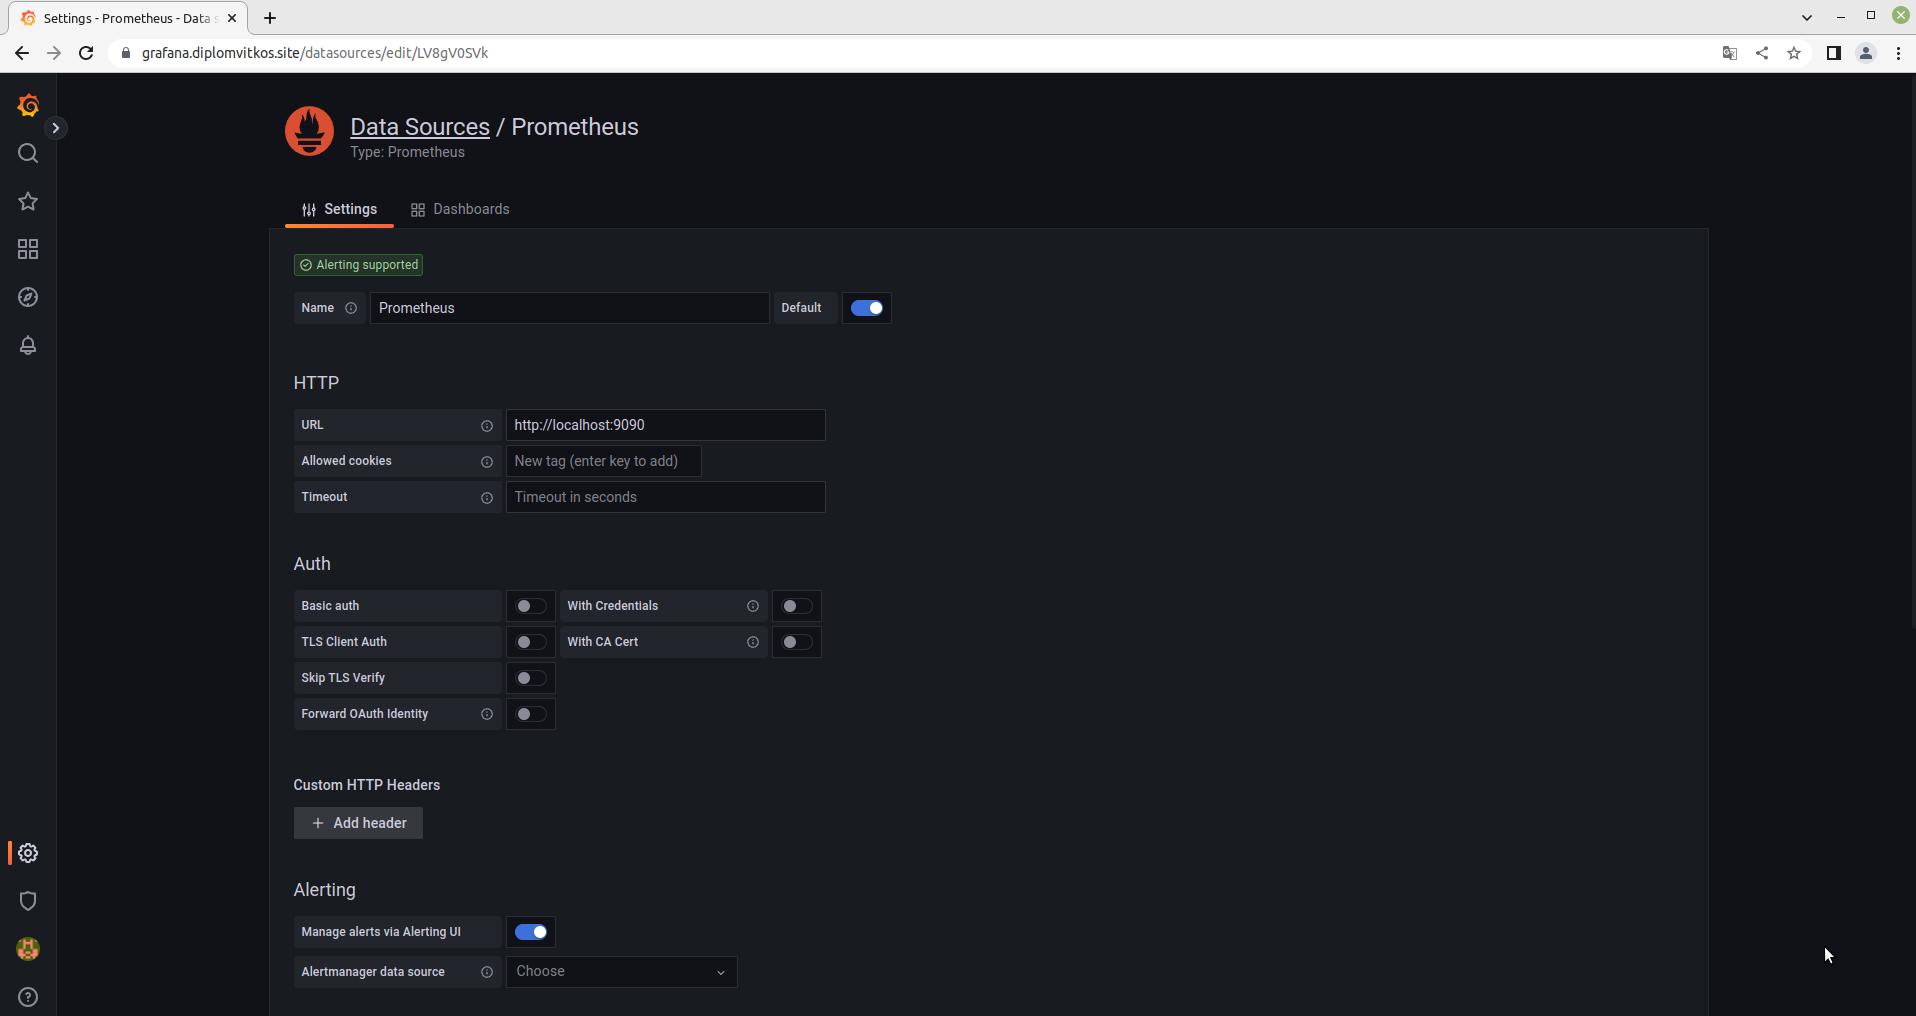 Settings - Prometheus - Data s
grafana.diplomvitkos.site/datasources/edit/LV8gV0SVk
Data Sources / Prometheus
Type: Prometheus
Settings Dashboards
Alerting supported
Name Prometheus Default
HTTP
URL http://localhost:9090
Allowed cookies New tag (enter key to add)
Timeout Timeout in seconds
Auth
Basic auth With Credentials
TLS Client Auth With CA Cert
Skip TLS Verify
Forward OAuth Identity
Custom HTTP Headers
+ Add header
Alerting
Manage alerts via Alerting UI
Alertmanager data source Choose